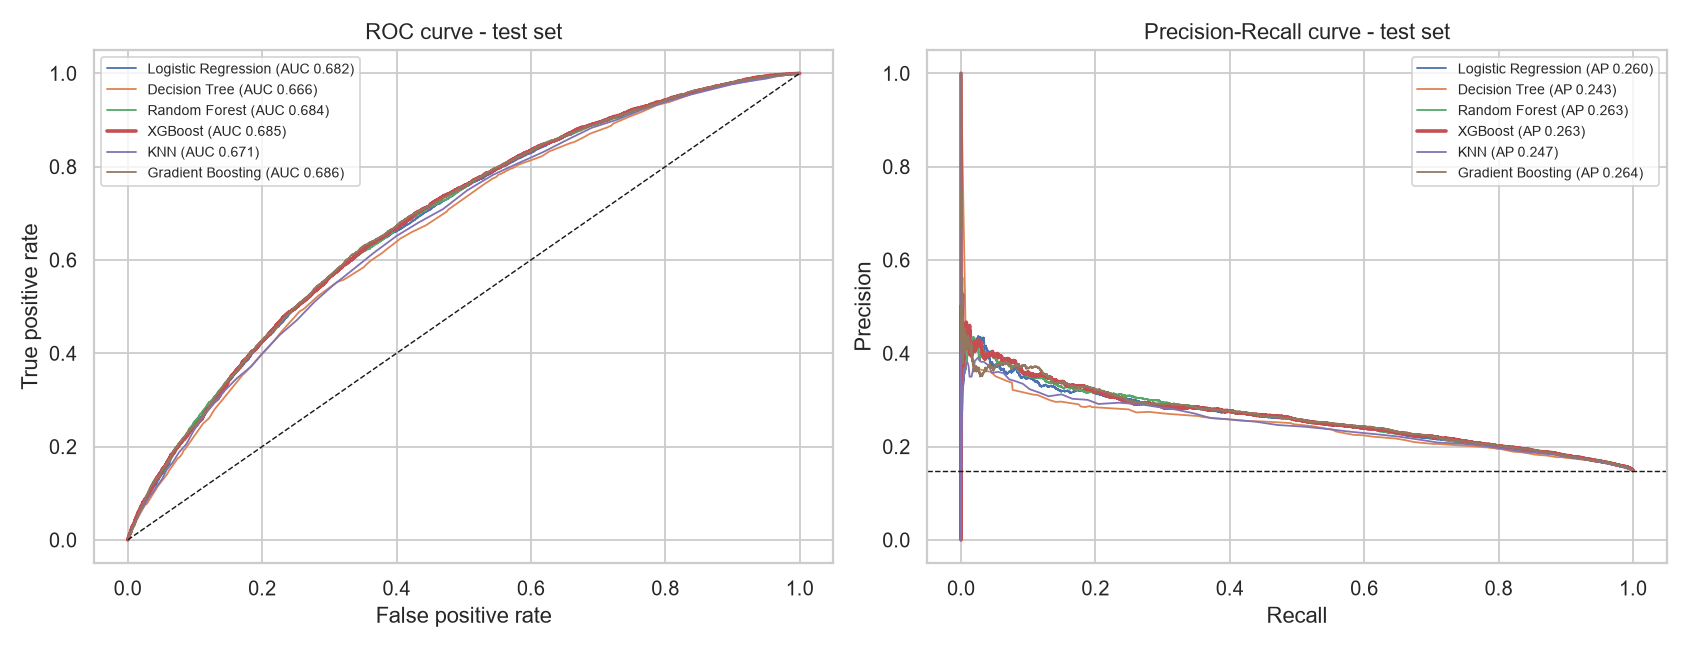 ROC curve - test set
Logistic Regression (AUC 0.682)
Decision Tree (AUC 0.666)
Random Forest (AUC 0.684)
XGBoost (AUC 0.685)
KNN (AUC 0.671)
Gradient Boosting (AUC 0.686)
1.0
0.8
0.6
0.4
0.2
0.0
True positive rate
0.0 0.2 0.4 0.6 0.8 1.0
False positive rate
Precision-Recall curve - test set
Logistic Regression (AP 0.260)
Decision Tree (AP 0.243)
Random Forest (AP 0.263)
XGBoost (AP 0.263)
KNN (AP 0.247)
Gradient Boosting (AP 0.264)
1.0
0.8
0.6
0.4
0.2
0.0
Precision
0.0 0.2 0.4 0.6 0.8 1.0
Recall